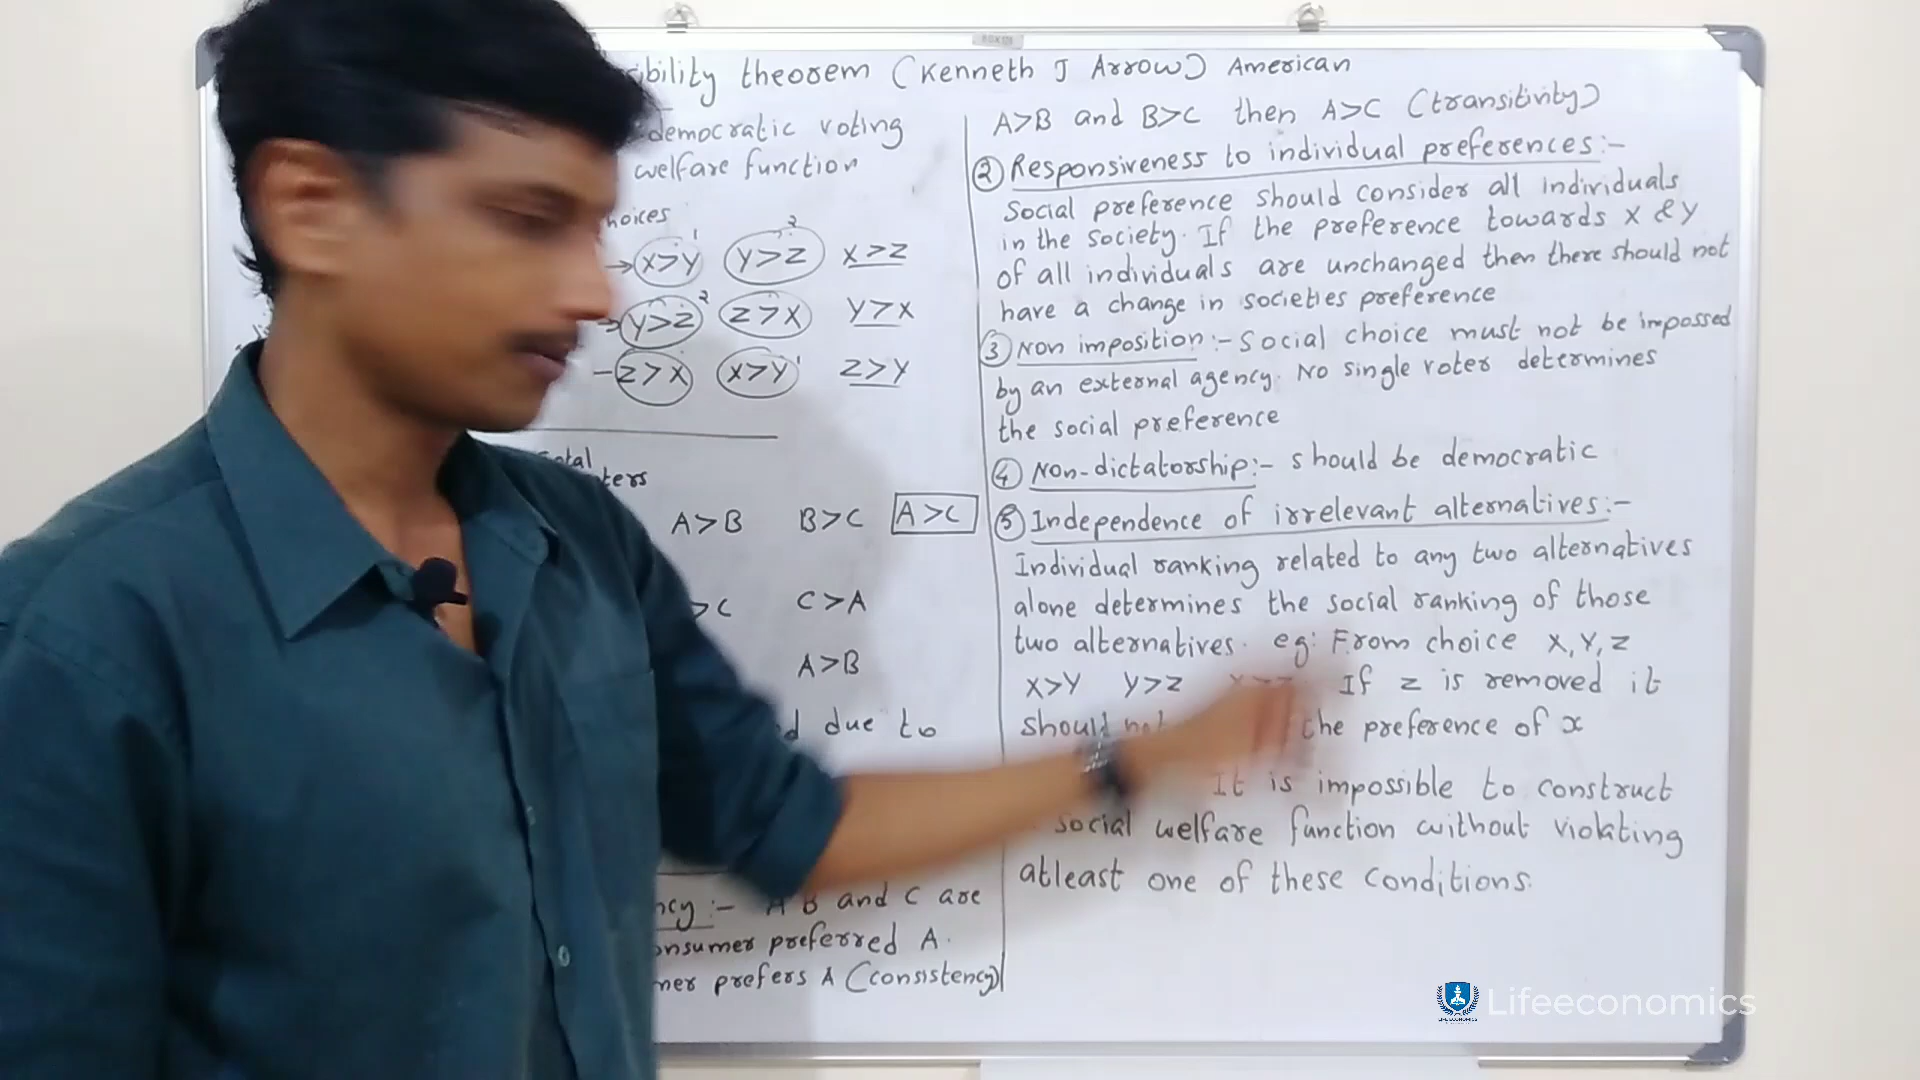 theorem (Kenneth J Arrow) American
democratic voting
welfare function
X>Y 1 Y>Z 2 X>Z
Y>Z 2 Z>X Y>X
Z>X X>Y 1 Z>Y
A>B B>C A>C
C>A
A>B
due to
:- A B and C are
preferred A.
prefers A (consistency)
A>B and B>C then A>C (transitivity)
② Responsiveness to individual preferences:-
Social preference should consider all individuals
in the society. If the preference towards X & Y
of all individuals are unchanged then there should not
have a change in societies preference
③ Non imposition:- Social choice must not be impossed
by an external agency. No single voter determines
the social preference
④ Non-dictatorship:- should be democratic
⑤ Independence of irrelevant alternatives:-
Individual ranking related to any two alternatives
alone determines the social ranking of those
two alternatives. eg: From choice X, Y, Z
X>Y Y>Z If Z is removed it
should not the preference of x
It is impossible to construct
social welfare function without violating
atleast one of these conditions.
Lifeeconomics